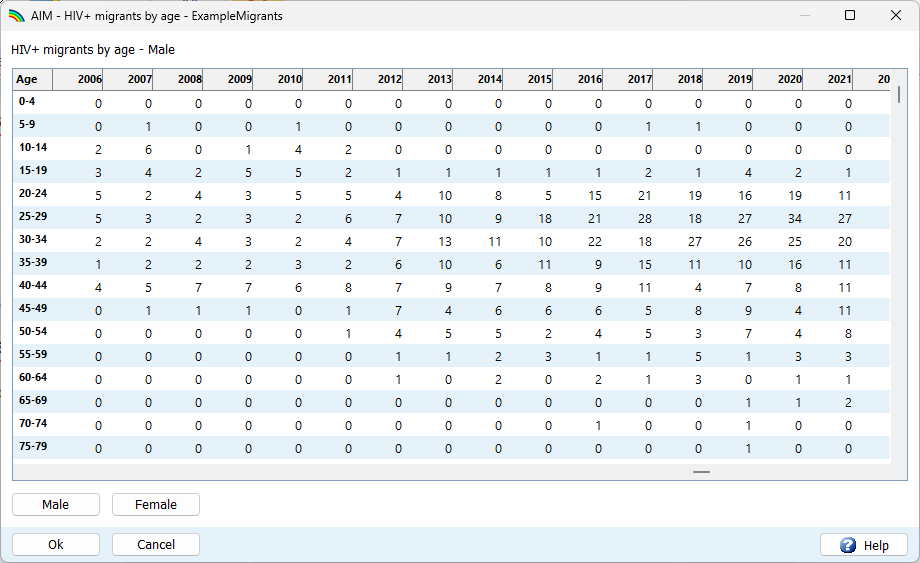 AIM - HIV+ migrants by age - ExampleMigrants
HIV+ migrants by age - Male
Age 2006 2007 2008 2009 2010 2011 2012 2013 2014 2015 2016 2017 2018 2019 2020 2021 20
0-4 0 0 0 0 0 0 0 0 0 0 0 0 0 0 0 0
5-9 0 1 0 0 1 0 0 0 0 0 0 1 1 0 0 0
10-14 2 6 0 1 4 2 0 0 0 0 0 0 0 0 0 0
15-19 3 4 2 5 5 2 1 1 1 1 1 2 1 4 2 1
20-24 5 2 4 3 5 5 4 10 8 5 15 21 19 16 19 11
25-29 5 3 2 3 2 6 7 10 9 18 21 28 18 27 34 27
30-34 2 2 4 3 2 4 7 13 11 10 22 18 27 26 25 20
35-39 1 2 2 2 3 2 6 10 6 11 9 15 11 10 16 11
40-44 4 5 7 7 6 8 7 9 7 8 9 11 4 7 8 11
45-49 0 1 1 1 0 1 7 4 6 6 6 5 8 9 4 11
50-54 0 0 0 0 0 1 4 5 5 2 4 5 3 7 4 8
55-59 0 0 0 0 0 0 1 1 2 3 1 1 5 1 3 3
60-64 0 0 0 0 0 0 1 0 2 0 2 1 3 0 1 1
65-69 0 0 0 0 0 0 0 0 0 0 0 0 0 1 1 2
70-74 0 0 0 0 0 0 0 0 0 0 1 0 0 1 0 0
75-79 0 0 0 0 0 0 0 0 0 0 0 0 0 1 0 0
Male Female
Ok Cancel ? Help